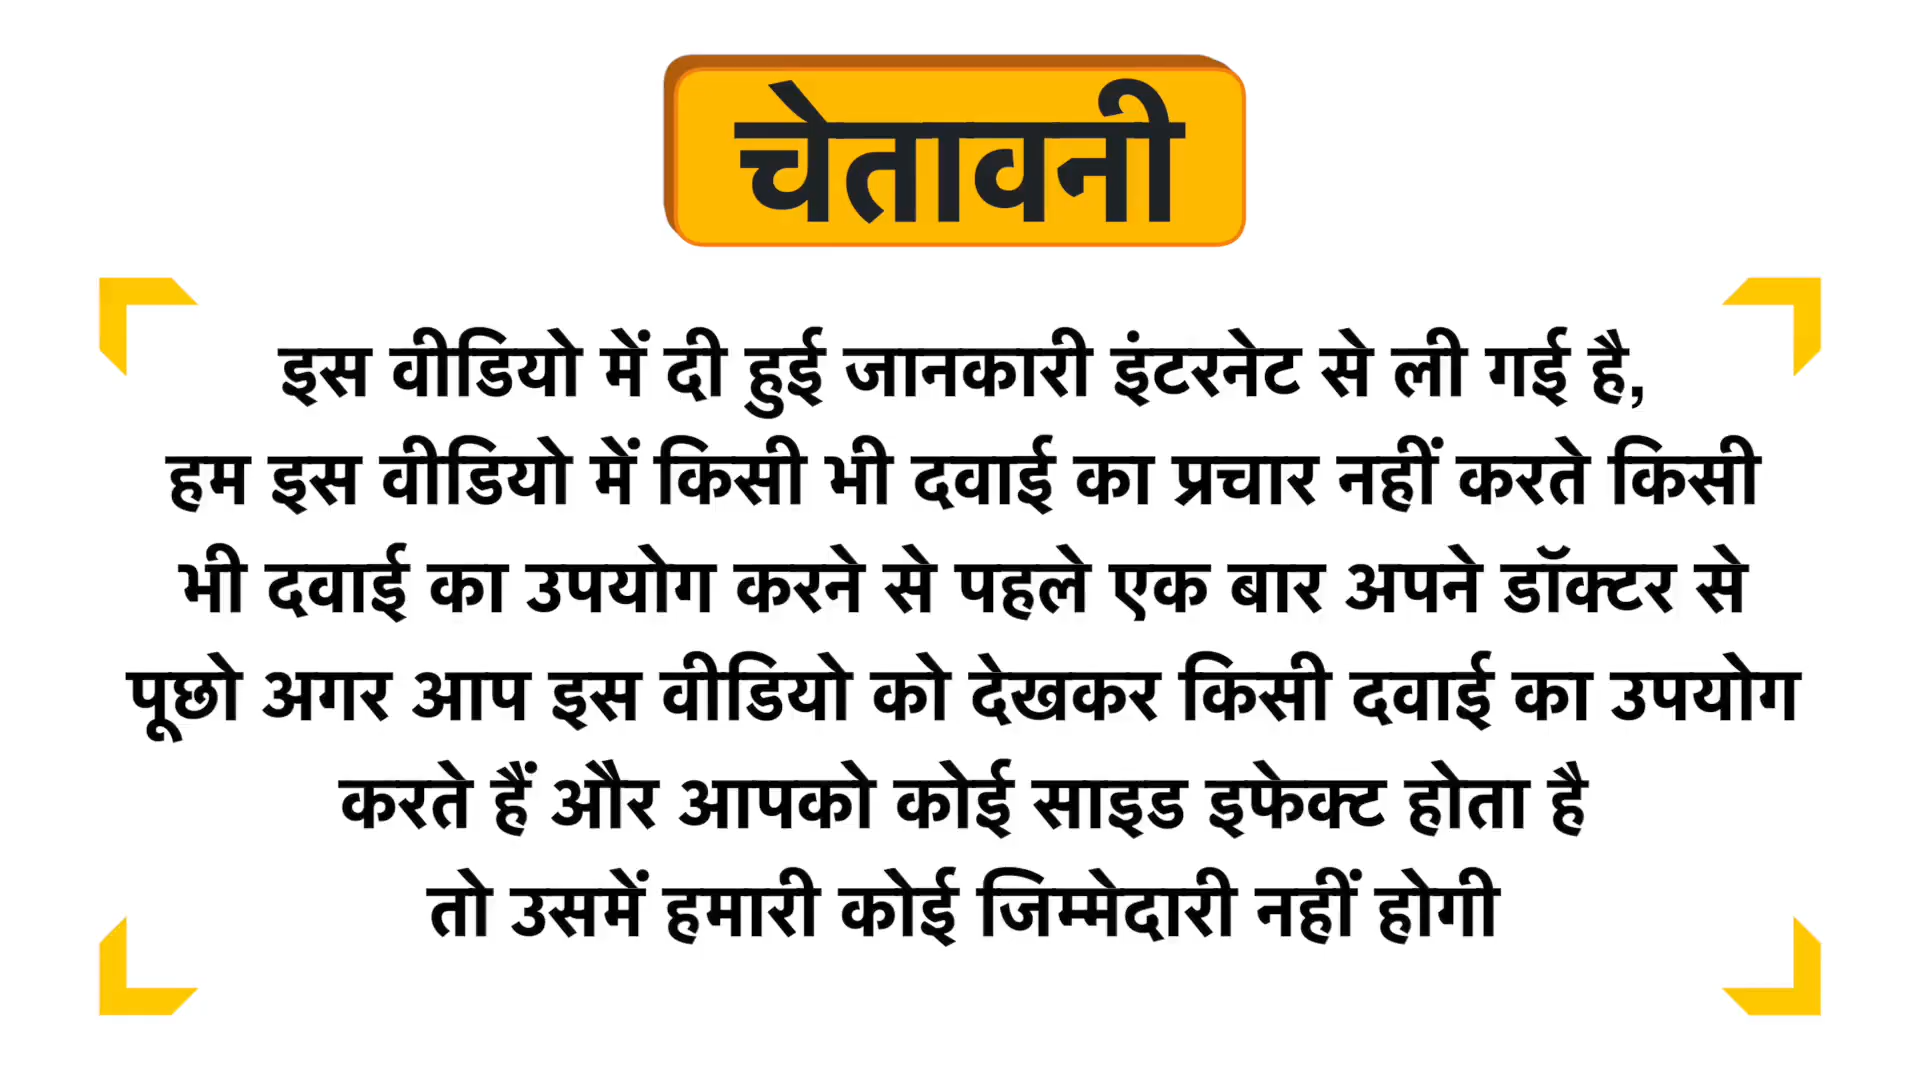 चेतावनी
इस वीडियो में दी हुई जानकारी इंटरनेट से ली गई है,
हम इस वीडियो में किसी भी दवाई का प्रचार नहीं करते किसी
भी दवाई का उपयोग करने से पहले एक बार अपने डॉक्टर से
पूछो अगर आप इस वीडियो को देखकर किसी दवाई का उपयोग
करते हैं और आपको कोई साइड इफेक्ट होता है
तो उसमें हमारी कोई जिम्मेदारी नहीं होगी